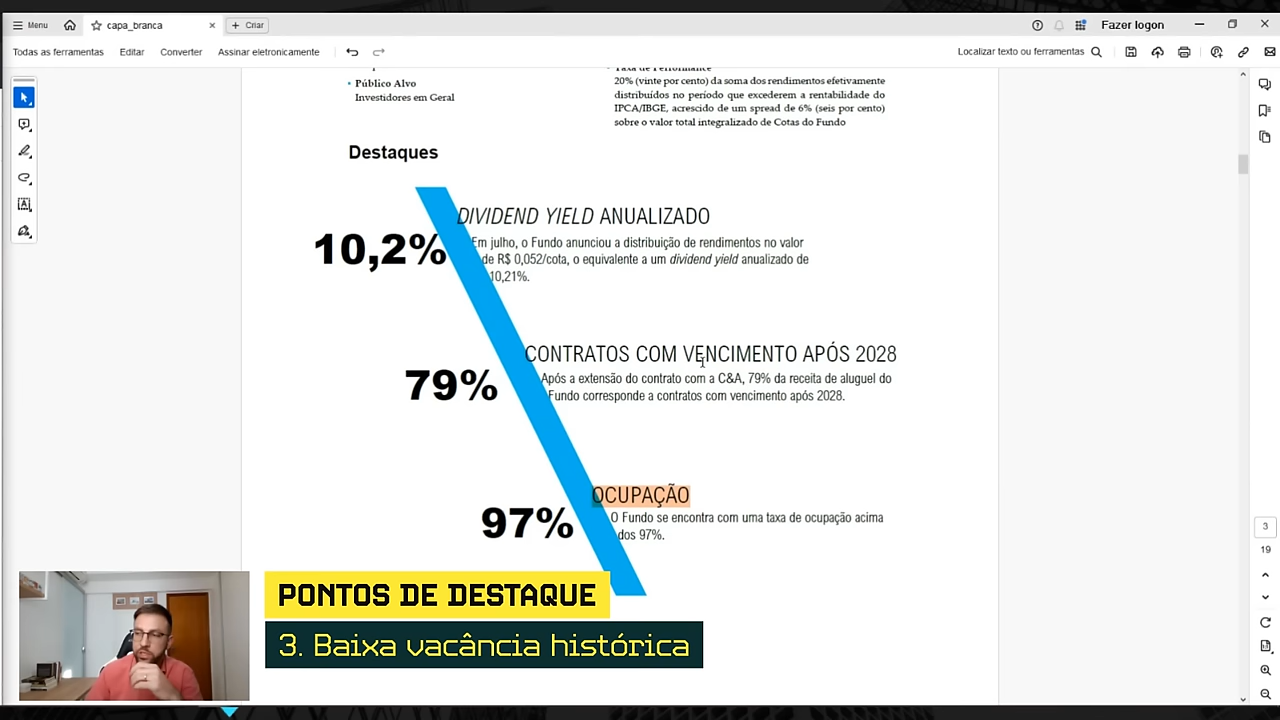 Menu
capa_branca
Criar
Fazer logon
Todas as ferramentas
Editar
Converter
Assinar eletronicamente
Localizar texto ou ferramentas
Taxa de Performance
• Público Alvo
Investidores em Geral
20% (vinte por cento) da soma dos rendimentos efetivamente
distribuídos no período que excederem a rentabilidade do
IPCA/IBGE, acrescido de um spread de 6% (seis por cento)
sobre o valor total integralizado de Cotas do Fundo
Destaques
DIVIDEND YIELD ANUALIZADO
10,2%
Em julho, o Fundo anunciou a distribuição de rendimentos no valor
de R$ 0,052/cota, o equivalente a um dividend yield anualizado de
10,21%.
CONTRATOS COM VENCIMENTO APÓS 2028
79%
Após a extensão do contrato com a C&A, 79% da receita de aluguel do
Fundo corresponde a contratos com vencimento após 2028.
OCUPAÇÃO
97%
O Fundo se encontra com uma taxa de ocupação acima
dos 97%.
3
19
PONTOS DE DESTAQUE
3. Baixa vacância histórica